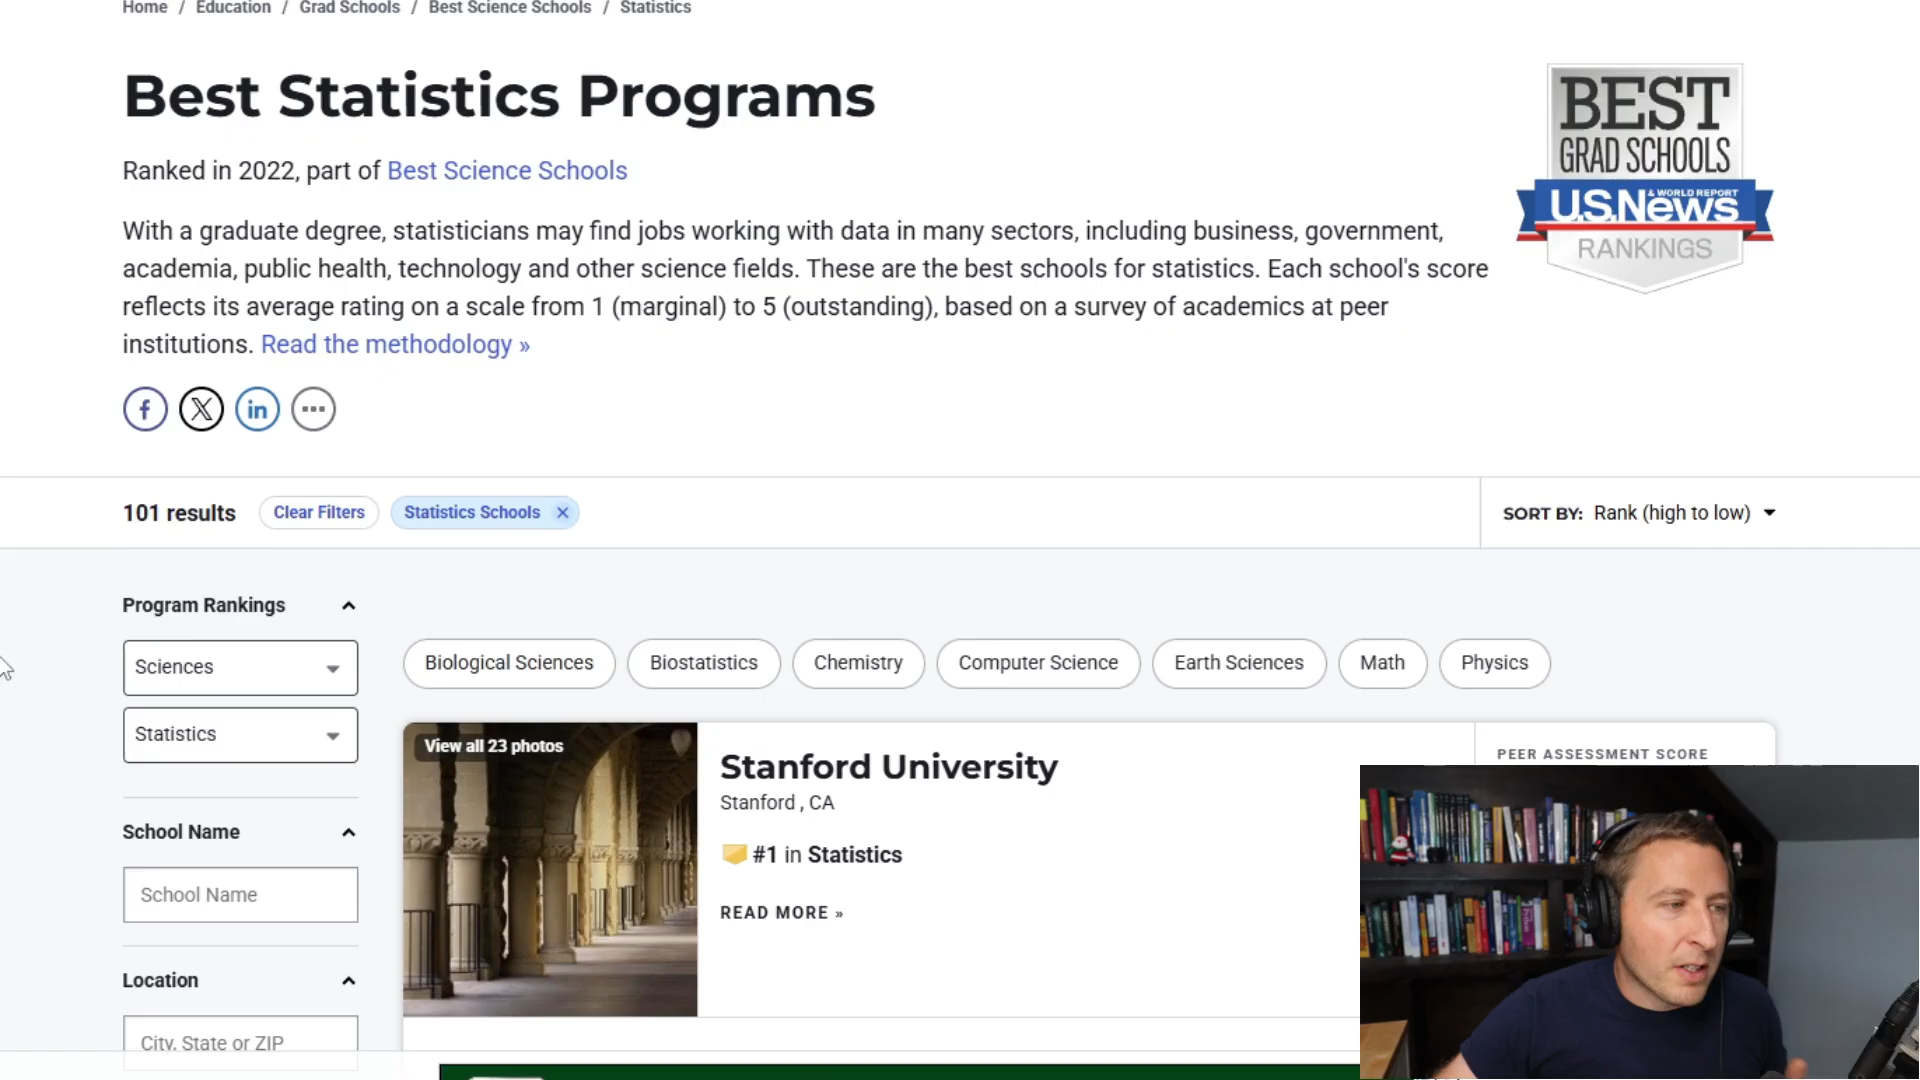 Home / Education / Grad Schools / Best Science Schools / Statistics
Best Statistics Programs
Ranked in 2022, part of Best Science Schools
With a graduate degree, statisticians may find jobs working with data in many sectors, including business, government,
academia, public health, technology and other science fields. These are the best schools for statistics. Each school's score
reflects its average rating on a scale from 1 (marginal) to 5 (outstanding), based on a survey of academics at peer
institutions. Read the methodology »
BEST
GRAD SCHOOLS
U.S.News & WORLD REPORT
RANKINGS
101 results
Clear Filters
Statistics Schools
SORT BY: Rank (high to low)
Program Rankings
Sciences
Statistics
School Name
School Name
Location
City, State or ZIP
Biological Sciences
Biostatistics
Chemistry
Computer Science
Earth Sciences
Math
Physics
View all 23 photos
Stanford University
Stanford , CA
#1 in Statistics
READ MORE »
PEER ASSESSMENT SCORE